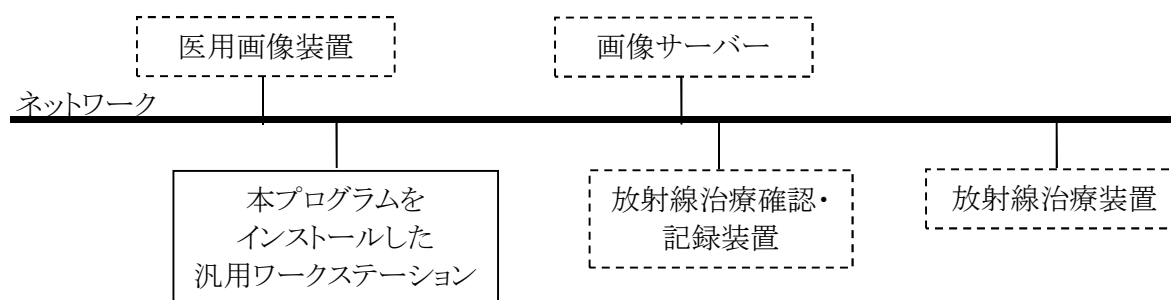 医用画像装置
画像サーバー
ネットワーク
本プログラムを
インストールした
汎用ワークステーション
放射線治療確認・
記録装置
放射線治療装置